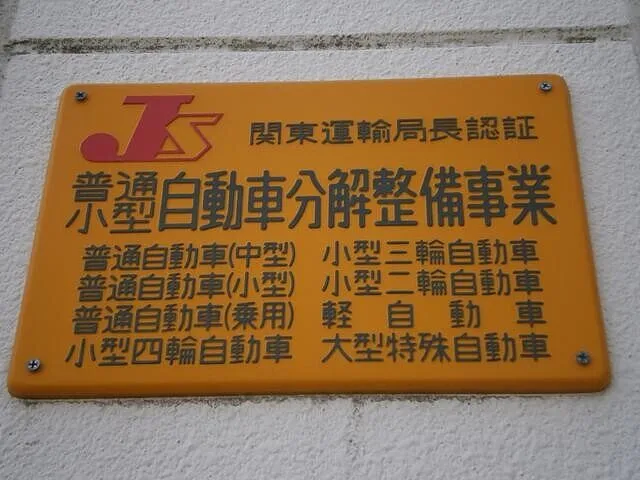 JS 関東運輸局長認証
普通小型自動車分解整備事業
普通自動車(中型) 小型三輪自動車
普通自動車(小型) 小型二輪自動車
普通自動車(乗用) 軽自動車
小型四輪自動車 大型特殊自動車